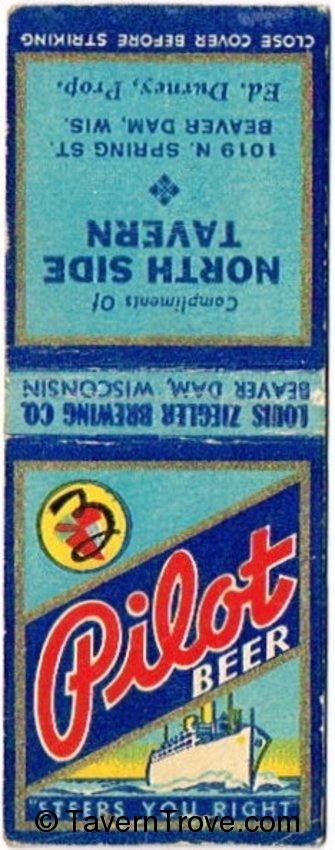 CLOSE COVER BEFORE STRIKING
Compliments Of
NORTH SIDE
TAVERN
1019 N. SPRING ST.
BEAVER DAM, WIS.
Ed. Durney, Prop.
LOUIS ZIEGLER BREWING CO.
BEAVER DAM, WISCONSIN
Pilot
BEER
"STEERS YOU RIGHT
© TavernTrove.com